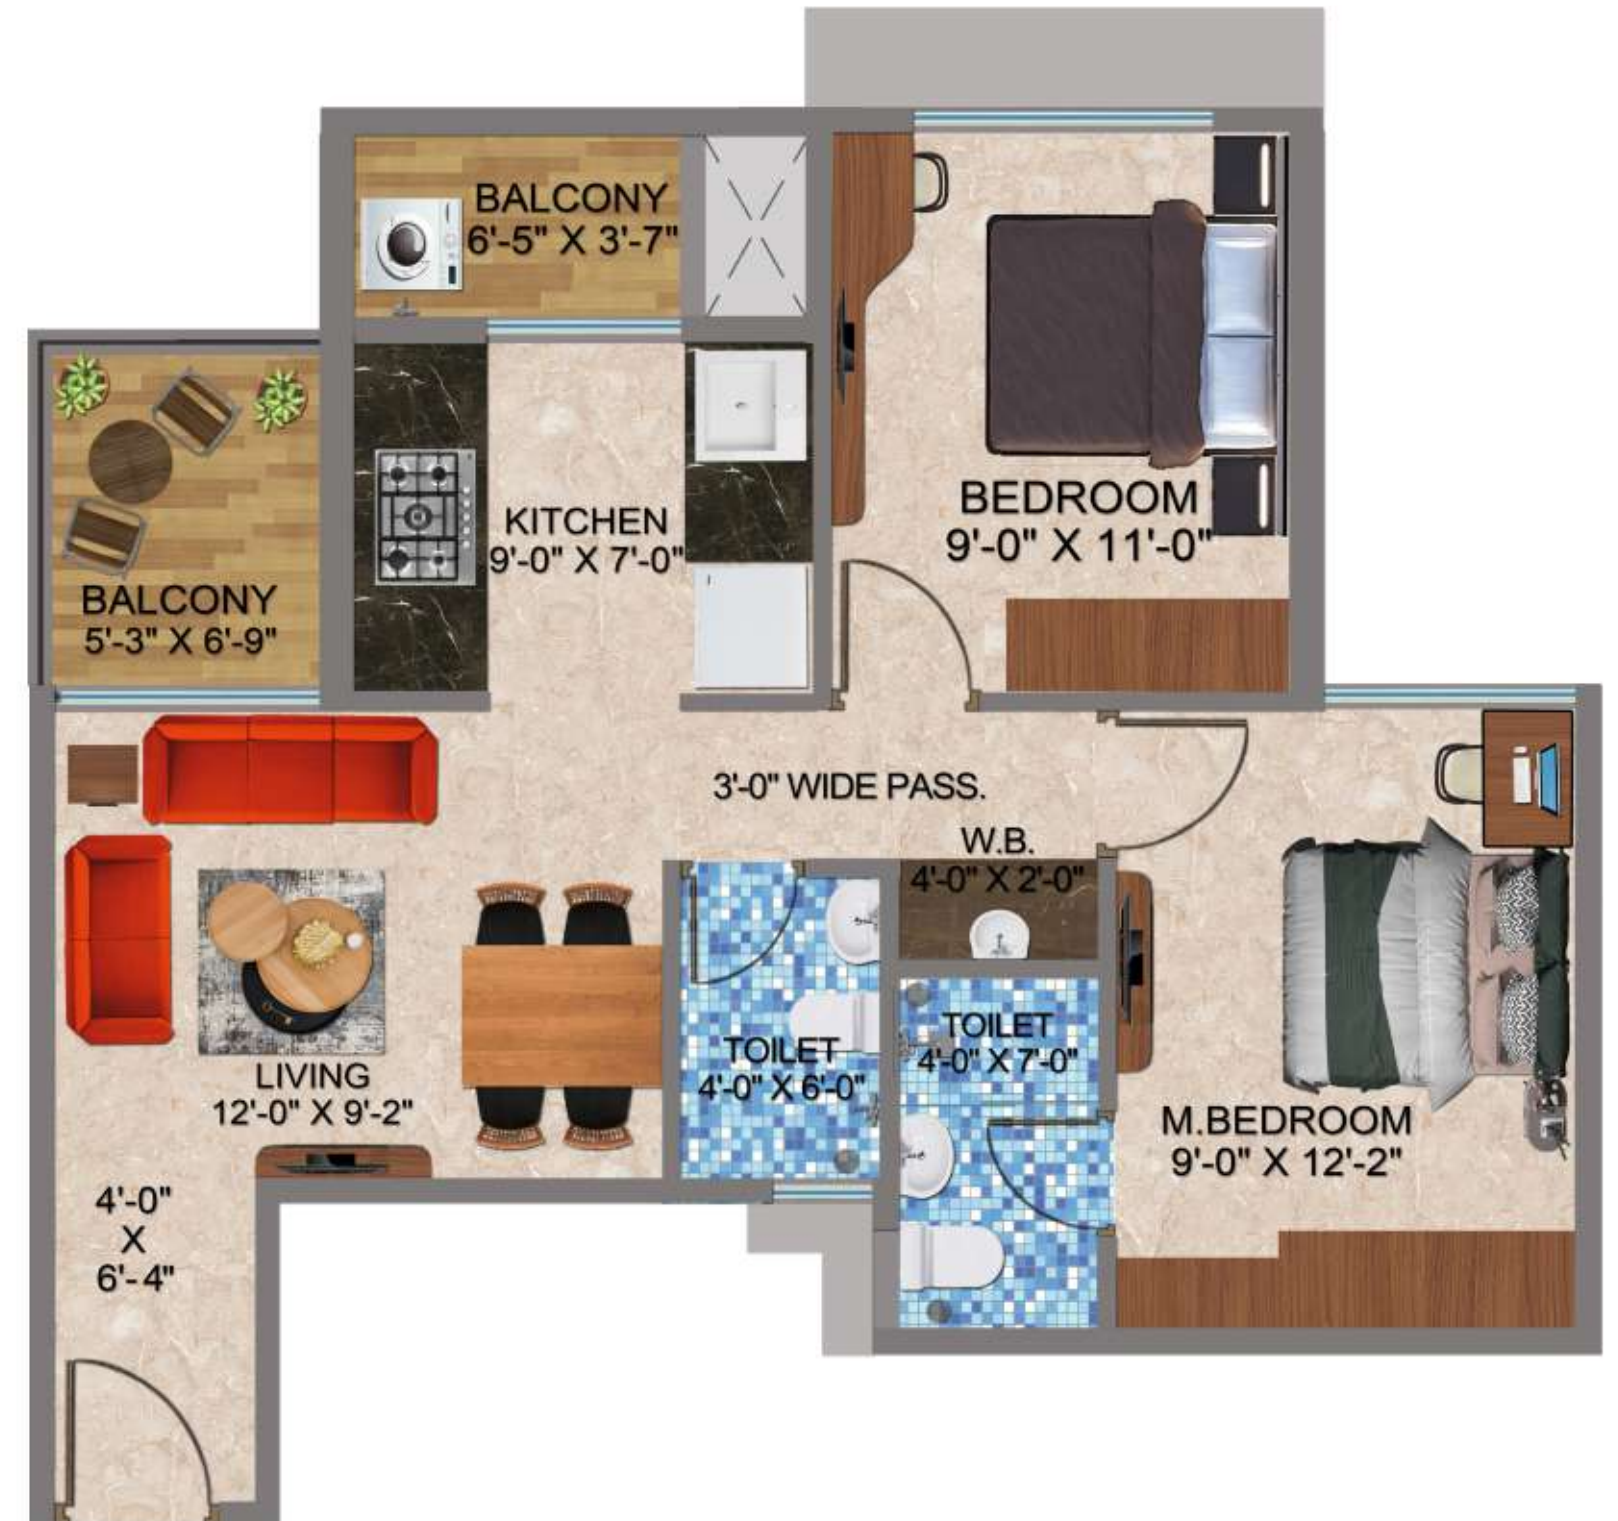 BALCONY
6'-5" X 3'-7"
BEDROOM
9'-0" X 11'-0"
KITCHEN
9'-0" X 7'-0"
BALCONY
5'-3" X 6'-9"
3'-0" WIDE PASS.
W.B.
4'-0" X 2'-0"
TOILET
4'-0" X 6'-0"
TOILET
4'-0" X 7'-0"
LIVING
12'-0" X 9'-2"
M.BEDROOM
9'-0" X 12'-2"
4'-0"
X
6'-4"